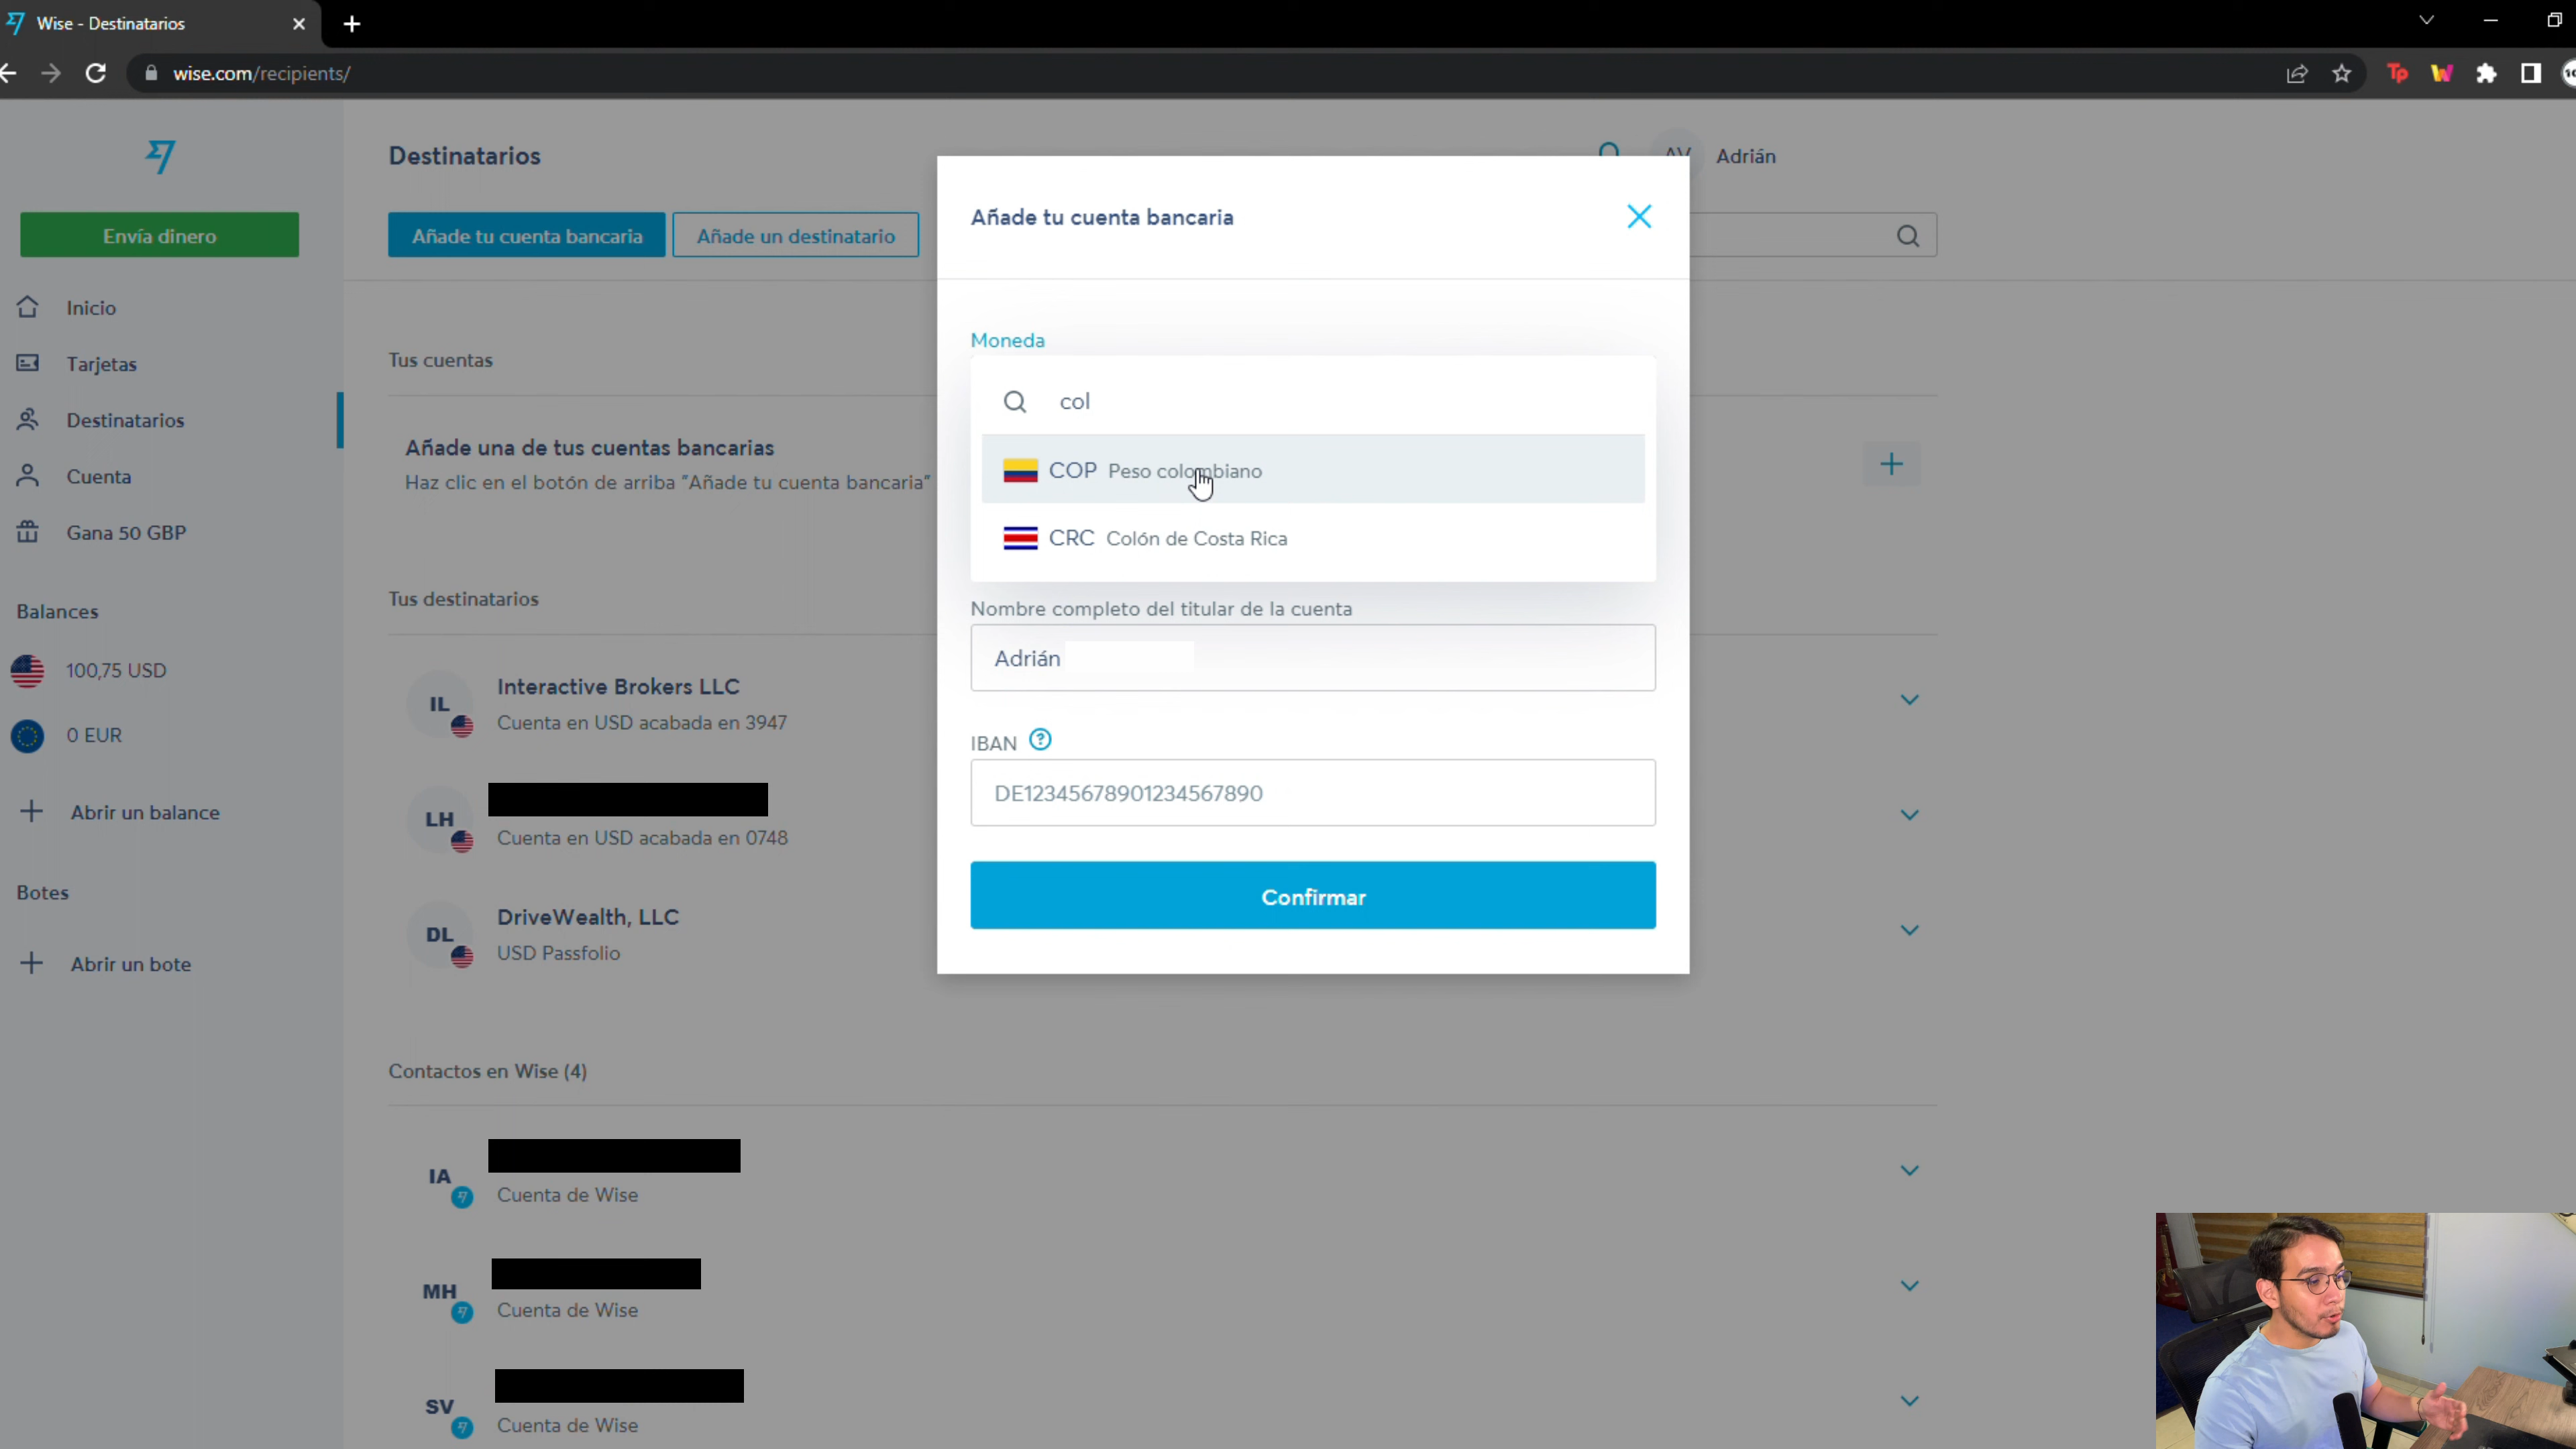 Wise - Destinatarios
wise.com/recipients/
Tp
Destinatarios
AV
Adrián
Envía dinero
Añade tu cuenta bancaria
Añade un destinatario
Inicio
Tarjetas
Destinatarios
Cuenta
Gana 50 GBP
Balances
100,75 USD
0 EUR
Abrir un balance
Botes
Abrir un bote
Tus cuentas
Añade una de tus cuentas bancarias
Haz clic en el botón de arriba "Añade tu cuenta bancaria"
Tus destinatarios
IL
Interactive Brokers LLC
Cuenta en USD acabada en 3947
LH
Cuenta en USD acabada en 0748
DL
DriveWealth, LLC
USD Passfolio
Contactos en Wise (4)
IA
Cuenta de Wise
MH
Cuenta de Wise
SV
Cuenta de Wise
Añade tu cuenta bancaria
Moneda
col
COP Peso colombiano
CRC Colón de Costa Rica
Nombre completo del titular de la cuenta
Adrián
IBAN ?
DE12345678901234567890
Confirmar